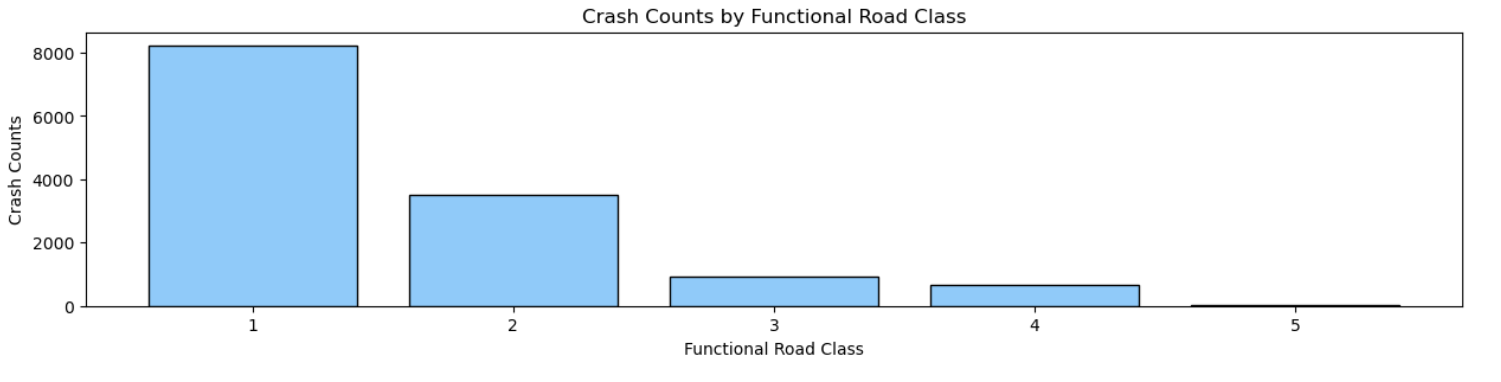 Crash Counts by Functional Road Class
Crash Counts
8000
6000
4000
2000
0
1 2 3 4 5
Functional Road Class